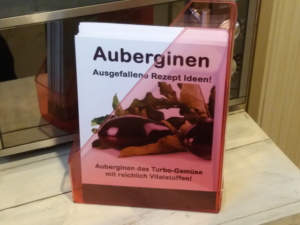 Auberginen
Ausgefallene Rezept Ideen!
Auberginen das Turbo-Gemüse
mit reichlich Vitalstoffen!